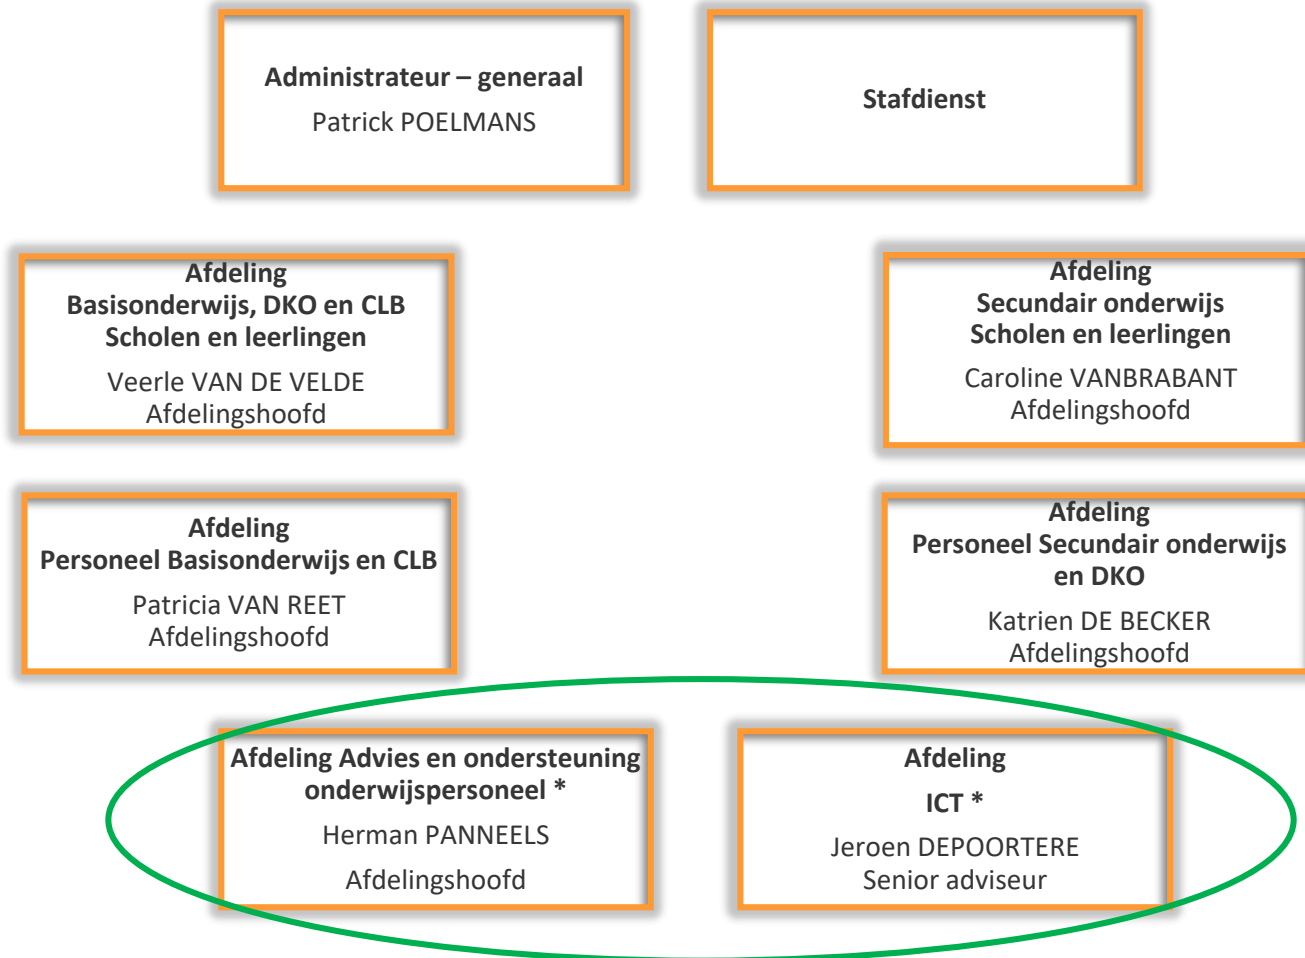 Administrateur – generaal
Patrick POELMANS
Stafdienst
Afdeling
Basisonderwijs, DKO en CLB
Scholen en leerlingen
Veerle VAN DE VELDE
Afdelingshoofd
Afdeling
Secundair onderwijs
Scholen en leerlingen
Caroline VANBRABANT
Afdelingshoofd
Afdeling
Personeel Basisonderwijs en CLB
Patricia VAN REET
Afdelingshoofd
Afdeling
Personeel Secundair onderwijs
en DKO
Katrien DE BECKER
Afdelingshoofd
Afdeling Advies en ondersteuning
onderwijspersoneel *
Herman PANNEELS
Afdelingshoofd
Afdeling
ICT *
Jeroen DEPOORTERE
Senior adviseur